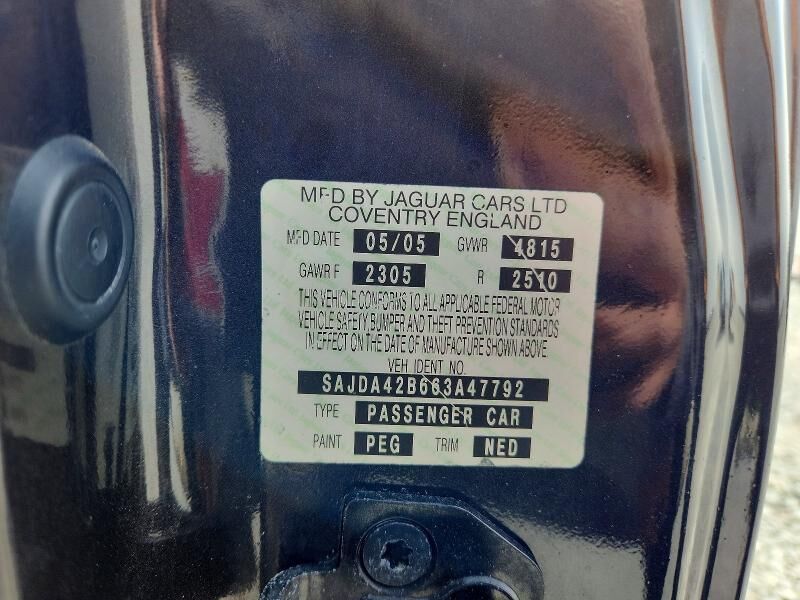 MFD BY JAGUAR CARS LTD
COVENTRY ENGLAND
MFD DATE 05/05 GVWR 4815
GAWR F 2305 R 2510
THIS VEHICLE CONFORMS TO ALL APPLICABLE FEDERAL MOTOR
VEHICLE SAFETY BUMPER AND THEFT PREVENTION STANDARDS
IN EFFECT ON THE DATE OF MANUFACTURE SHOWN ABOVE.
VEH IDENT NO.
SAJDA42B663A47792
TYPE PASSENGER CAR
PAINT PEG TRIM NED